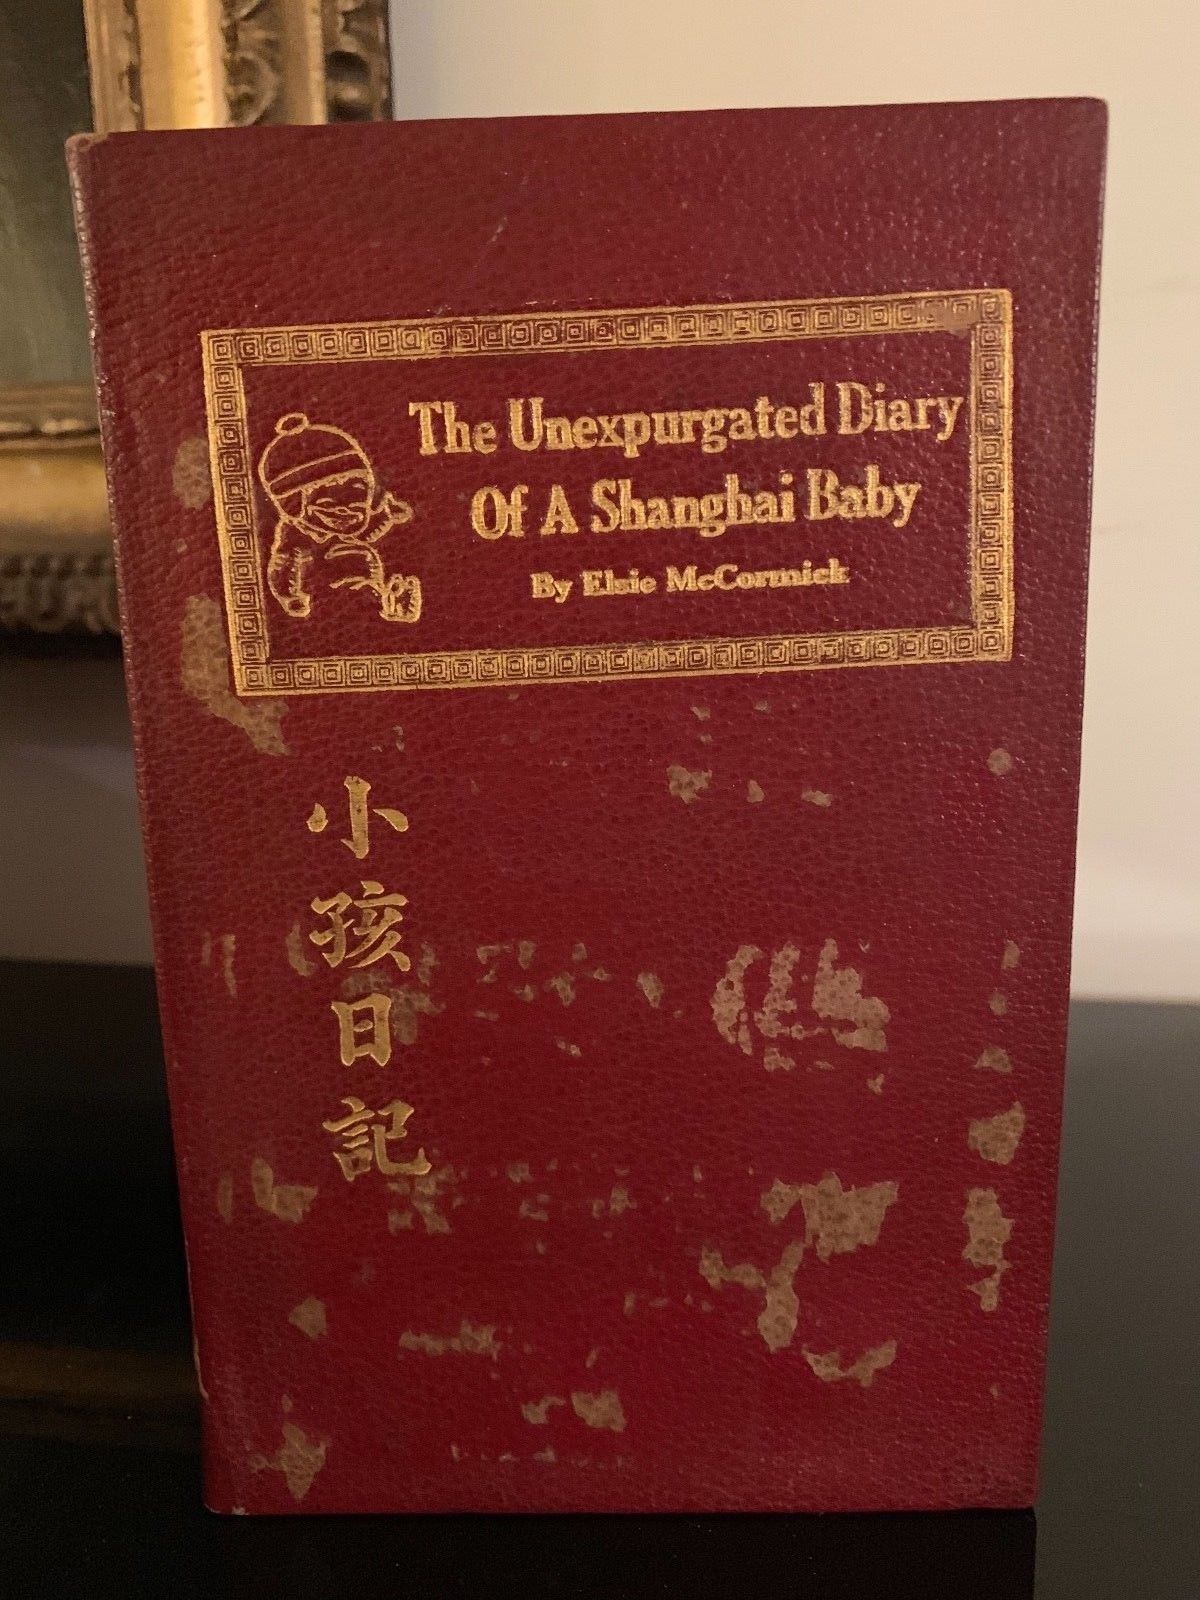 The Unexpurgated Diary
Of A Shanghai Baby
By Elsie McCormick
小孩日記